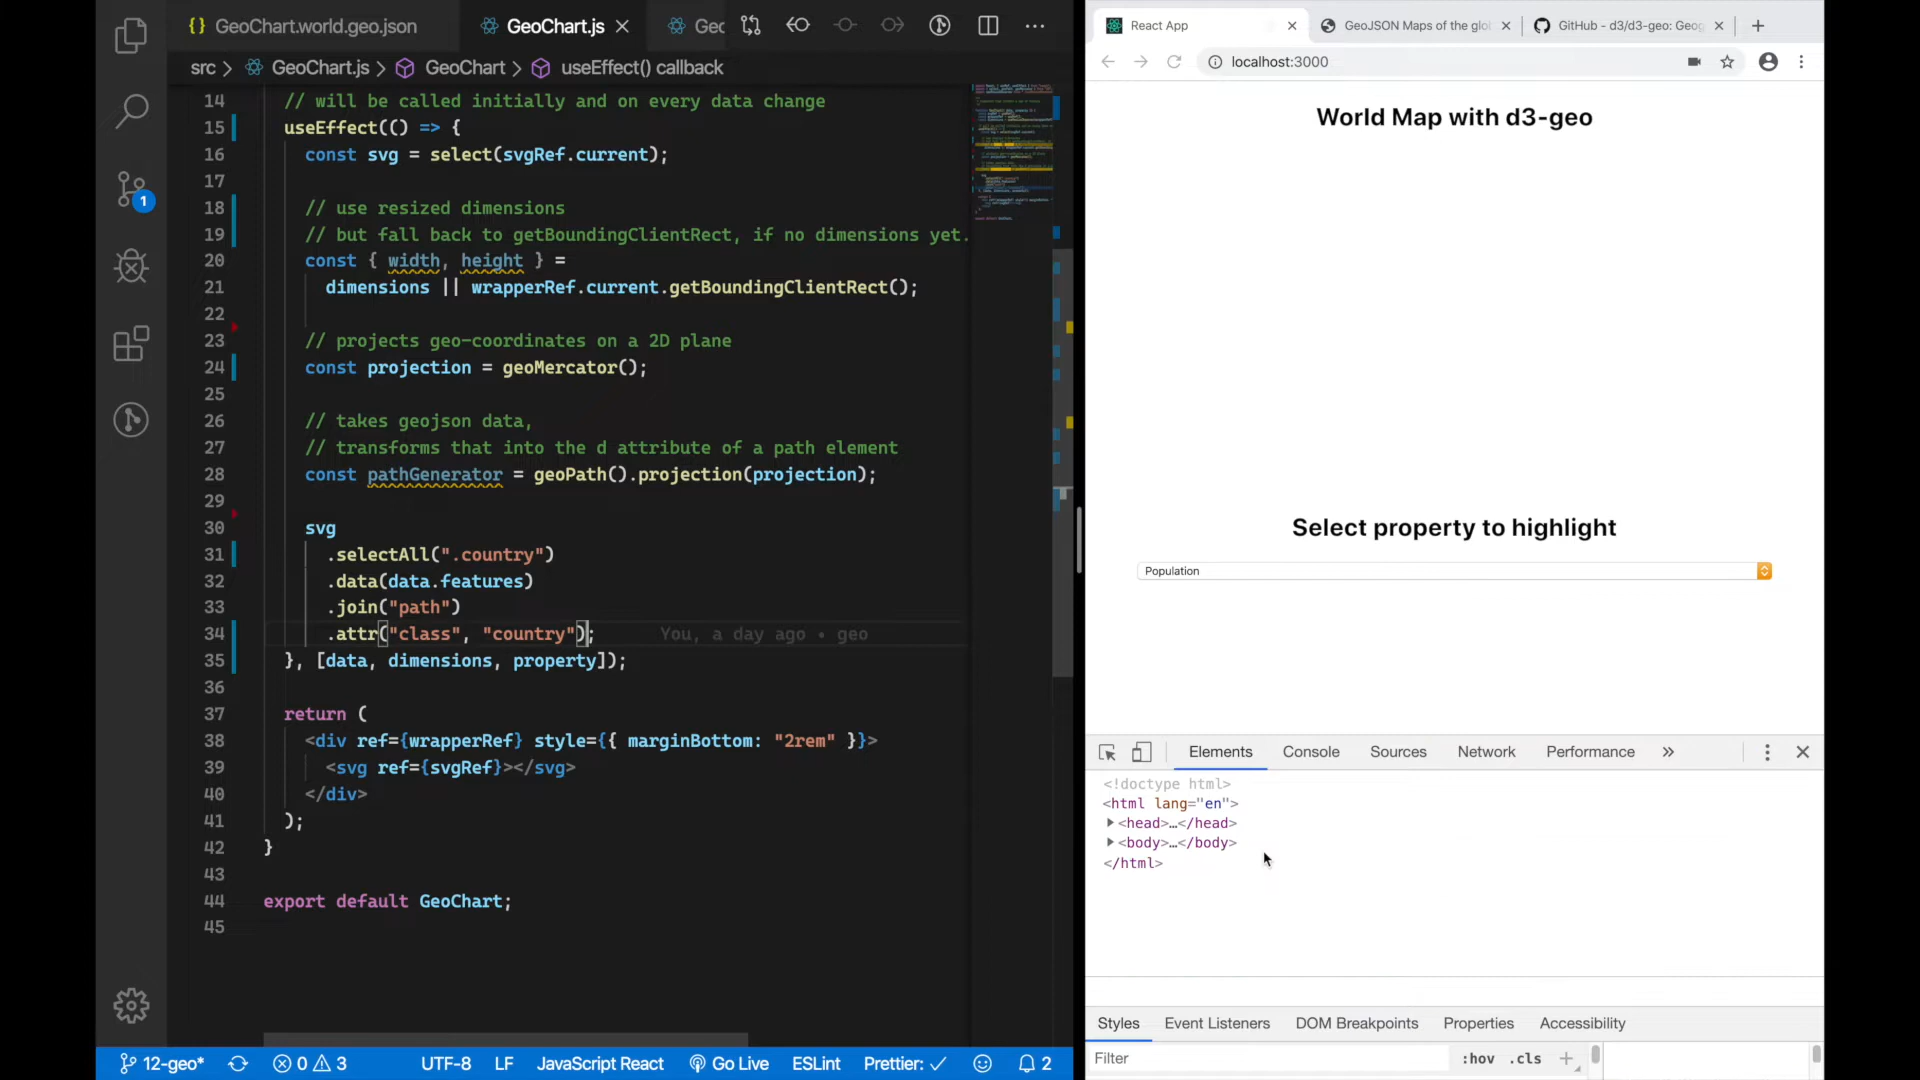 {} GeoChart.world.geo.json
GeoChart.js
Geo
src > GeoChart.js > GeoChart > useEffect() callback
14 // will be called initially and on every data change
15 useEffect(() => {
16 const svg = select(svgRef.current);
17
18 // use resized dimensions
19 // but fall back to getBoundingClientRect, if no dimensions yet.
20 const { width, height } =
21 dimensions || wrapperRef.current.getBoundingClientRect();
22
23 // projects geo-coordinates on a 2D plane
24 const projection = geoMercator();
25
26 // takes geojson data,
27 // transforms that into the d attribute of a path element
28 const pathGenerator = geoPath().projection(projection);
29
30 svg
31 .selectAll(".country")
32 .data(data.features)
33 .join("path")
34 .attr("class", "country"); You, a day ago • geo
35 }, [data, dimensions, property]);
36
37 return (
38 <div ref={wrapperRef} style={{ marginBottom: "2rem" }}>
39 <svg ref={svgRef}></svg>
40 </div>
41 );
42 }
43
44 export default GeoChart;
45
1
12-geo* 0 3 UTF-8 LF JavaScript React Go Live ESLint Prettier: ✓ 2
React App
GeoJSON Maps of the glo
GitHub - d3/d3-geo: Geog
localhost:3000
World Map with d3-geo
Select property to highlight
Population
Elements Console Sources Network Performance »
<!doctype html>
<html lang="en">
<head>…</head>
<body>…</body>
</html>
Styles Event Listeners DOM Breakpoints Properties Accessibility
Filter :hov .cls +